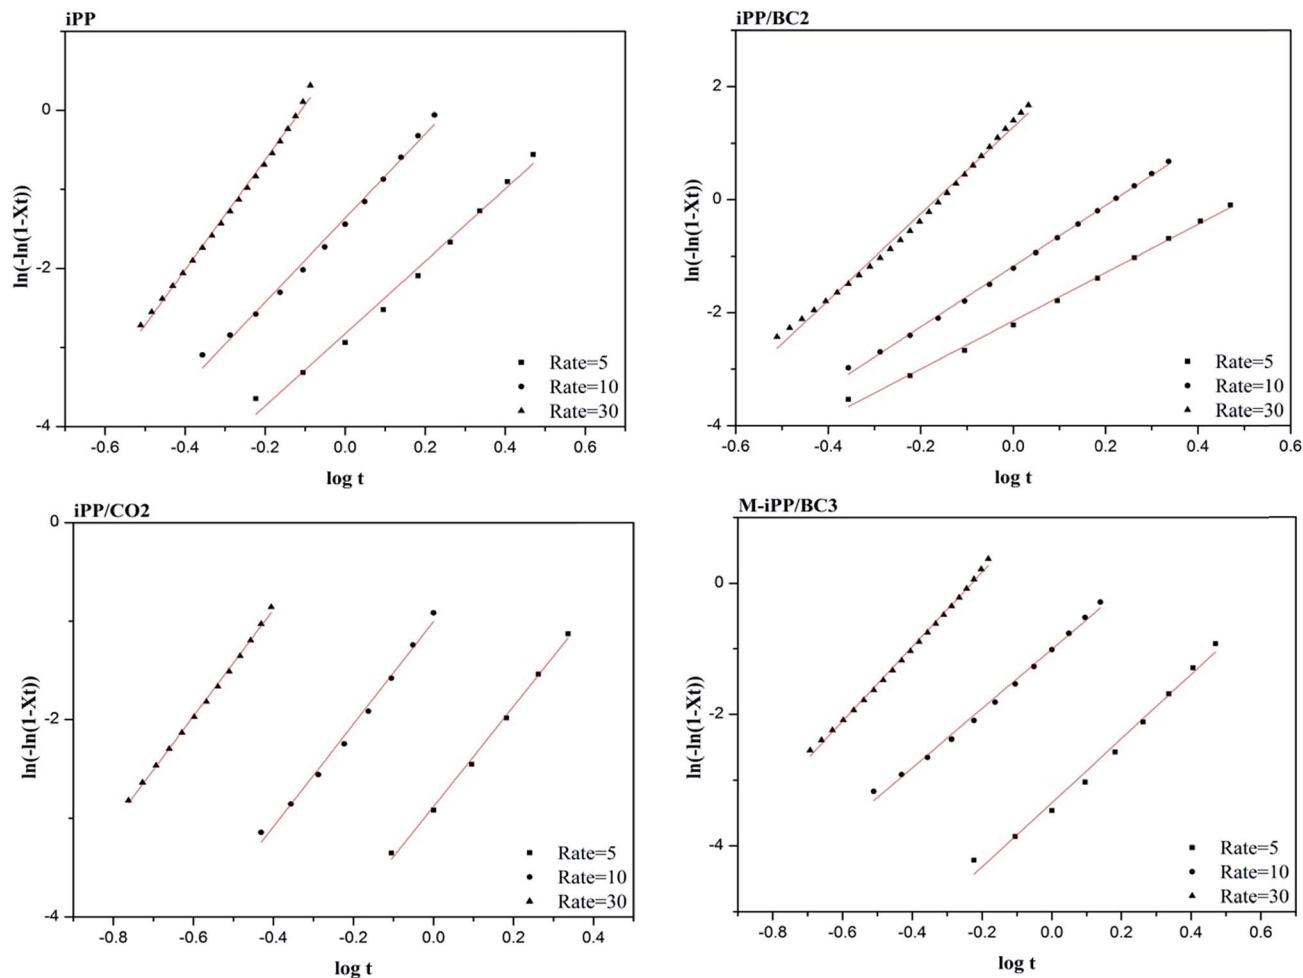 iPP
ln(-ln(1-Xt))
0
-2
-4
-0.6 -0.4 -0.2 0.0 0.2 0.4 0.6
log t
Rate=5
Rate=10
Rate=30
iPP/BC2
ln(-ln(1-Xt))
2
0
-2
-4
-0.6 -0.4 -0.2 0.0 0.2 0.4 0.6
log t
Rate=5
Rate=10
Rate=30
iPP/CO2
ln(-ln(1-Xt))
0
-2
-4
-0.8 -0.6 -0.4 -0.2 0.0 0.2 0.4
log t
Rate=5
Rate=10
Rate=30
M-iPP/BC3
ln(-ln(1-Xt))
0
-2
-4
-0.8 -0.6 -0.4 -0.2 0.0 0.2 0.4 0.6
log t
Rate=5
Rate=10
Rate=30